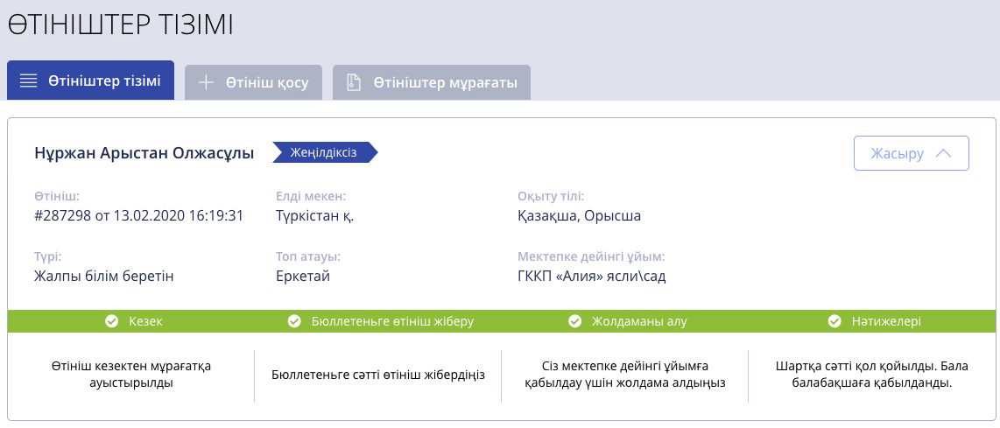 ӨТІНІШТЕР ТІЗІМІ
Өтініштер тізімі
Өтініш қосу
Өтініштер мұрағаты
Нұржан Арыстан Олжасұлы
Жеңілдіксіз
Жасыру
Өтініш:
#287298 от 13.02.2020 16:19:31
Елді мекен:
Түркістан қ.
Оқыту тілі:
Қазақша, Орысша
Түрі:
Жалпы білім беретін
Топ атауы:
Еркетай
Мектепке дейінгі ұйым:
ГККП «Алия» ясли\сад
Кезек
Бюллетеньге өтініш жіберу
Жолдаманы алу
Нәтижелері
Өтініш кезектен мұрағатқа
ауыстырылды
Бюллетеньге сәтті өтініш жібердіңіз
Сіз мектепке дейінгі ұйымға
қабылдау үшін жолдама алдыңыз
Шартқа сәтті қол қойылды. Бала
балабақшаға қабылданды.